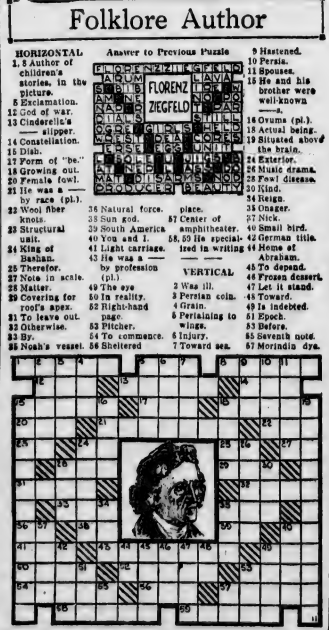 Folklore Author
HORIZONTAL
1, 8 Author of
children's
stories, in the
picture.
5 Exclamation.
12 God of war.
13 Cinderella's
—— slipper.
14 Constellation.
15 Dish.
17 Form of "be."
18 Growing out.
20 Female fowl.
21 He was a ——
by race (pl.).
22 Wool fiber
knots.
23 Structural
unit.
24 King of
Bashan.
25 Therefor.
27 Note in scale.
28 Matter.
29 Covering for
roof's apex.
31 To leave out.
32 Otherwise.
33 By.
35 Noah's vessel.
Answer to Previous Puzzle
FLORENZ
ZIEGFELD
36 Natural force.
38 Sun god.
39 South America
40 You and I.
41 Light carriage.
43 He was a ——
by profession
(pl.)
49 The eye
50 In reality.
52 Right-hand
page.
53 Pitcher.
54 To commence.
56 Sheltered
place.
57 Center of
amphitheater.
58, 59 He special-
ized in writing
VERTICAL
2 Was ill.
3 Persian coin.
4 Grain.
5 Pertaining to
wings.
6 Injury.
7 Toward sea.
9 Hastened.
10 Persia.
11 Spouses.
15 He and his
brother were
well-known
——s.
16 Ovums (pl.).
18 Actual being.
19 Situated above
the brain.
24 Exterior.
26 Music drama.
28 Fowl disease.
30 Kind.
34 Reign.
35 Onager.
37 Nick.
40 Small bird.
42 German title.
44 Home of
Abraham.
45 To depend.
46 Frozen dessert.
47 Let it stand.
48 Toward.
49 Is indebted.
51 Epoch.
53 Before.
55 Seventh note.
57 Morindin dye.